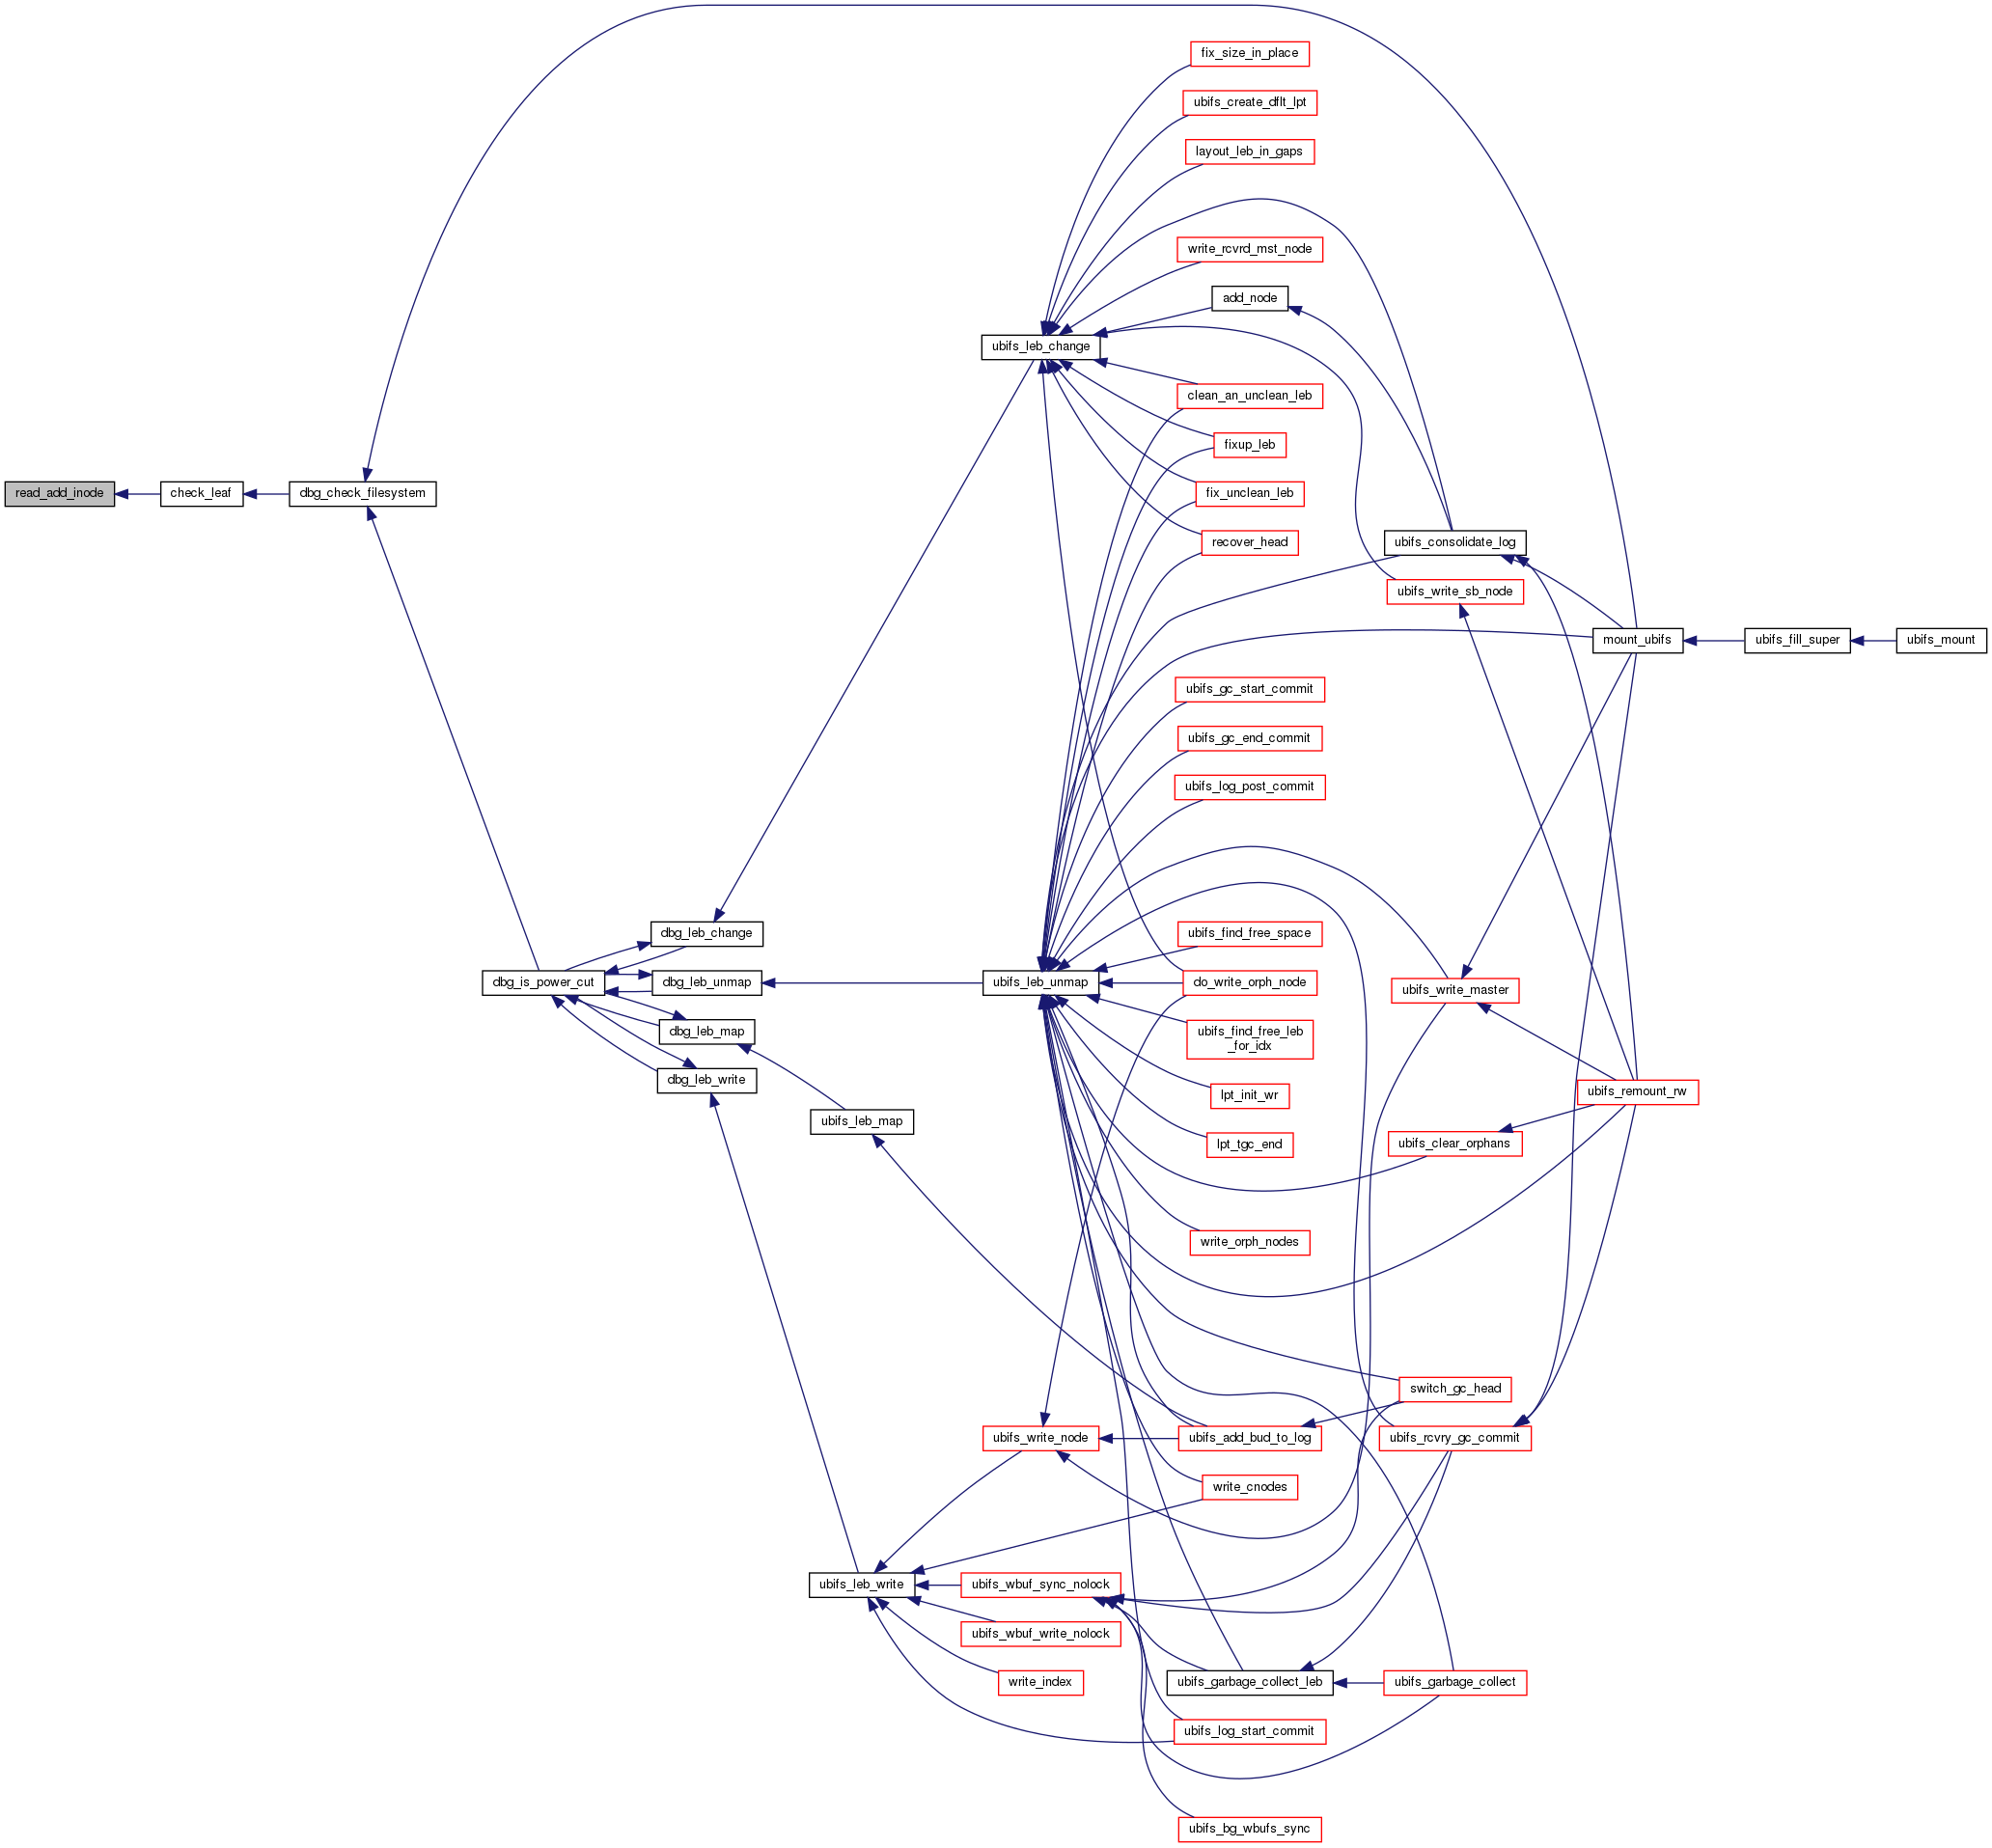 fix_size_in_place
ubifs_create_dflt_lpt
layout_leb_in_gaps
write_rcvrd_mst_node
add_node
ubifs_leb_change
clean_an_unclean_leb
fixup_leb
read_add_inode
check_leaf
dbg_check_filesystem
fix_unclean_leb
recover_head
ubifs_consolidate_log
ubifs_write_sb_node
mount_ubifs
ubifs_fill_super
ubifs_mount
ubifs_gc_start_commit
ubifs_gc_end_commit
ubifs_log_post_commit
dbg_leb_change
ubifs_find_free_space
dbg_is_power_cut
dbg_leb_unmap
ubifs_leb_unmap
do_write_orph_node
ubifs_write_master
dbg_leb_map
ubifs_find_free_leb
_for_idx
dbg_leb_write
lpt_init_wr
ubifs_remount_rw
ubifs_leb_map
lpt_tgc_end
ubifs_clear_orphans
write_orph_nodes
switch_gc_head
ubifs_write_node
ubifs_add_bud_to_log
ubifs_rcvry_gc_commit
write_cnodes
ubifs_leb_write
ubifs_wbuf_sync_nolock
ubifs_wbuf_write_nolock
write_index
ubifs_garbage_collect_leb
ubifs_garbage_collect
ubifs_log_start_commit
ubifs_bg_wbufs_sync